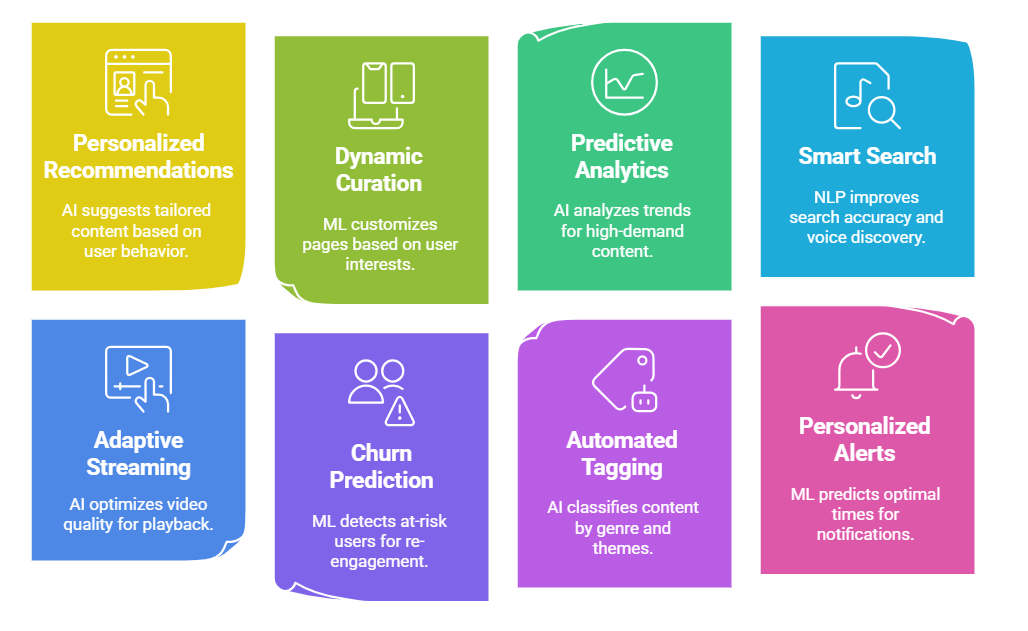 Personalized
Recommendations
AI suggests tailored
content based on
user behavior.
Dynamic
Curation
ML customizes
pages based on user
interests.
Predictive
Analytics
AI analyzes trends
for high-demand
content.
Smart Search
NLP improves
search accuracy and
voice discovery.
Adaptive
Streaming
AI optimizes video
quality for playback.
Churn
Prediction
ML detects at-risk
users for re-
engagement.
Automated
Tagging
AI classifies content
by genre and
themes.
Personalized
Alerts
ML predicts optimal
times for
notifications.